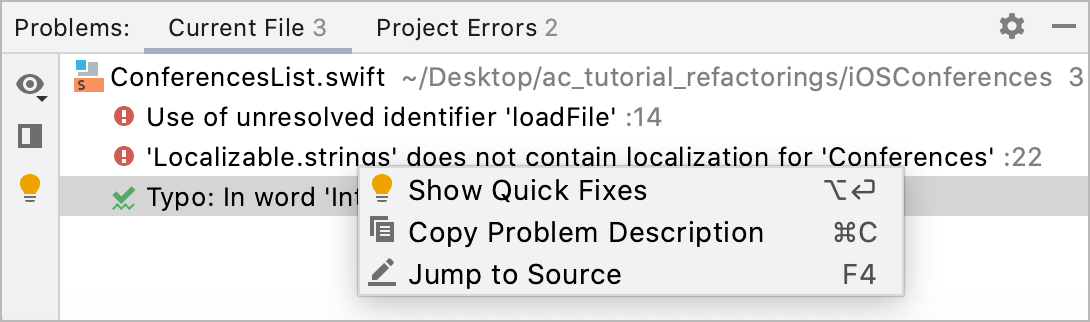 Problems: Current File 3 Project Errors 2
ConferencesList.swift ~/Desktop/ac_tutorial_refactorings/iOSConferences 3
Use of unresolved identifier 'loadFile' :14
'Localizable.strings' does not contain localization for 'Conferences' :22
Typo: In word
Show Quick Fixes ⌥↩
Copy Problem Description ⌘C
Jump to Source F4